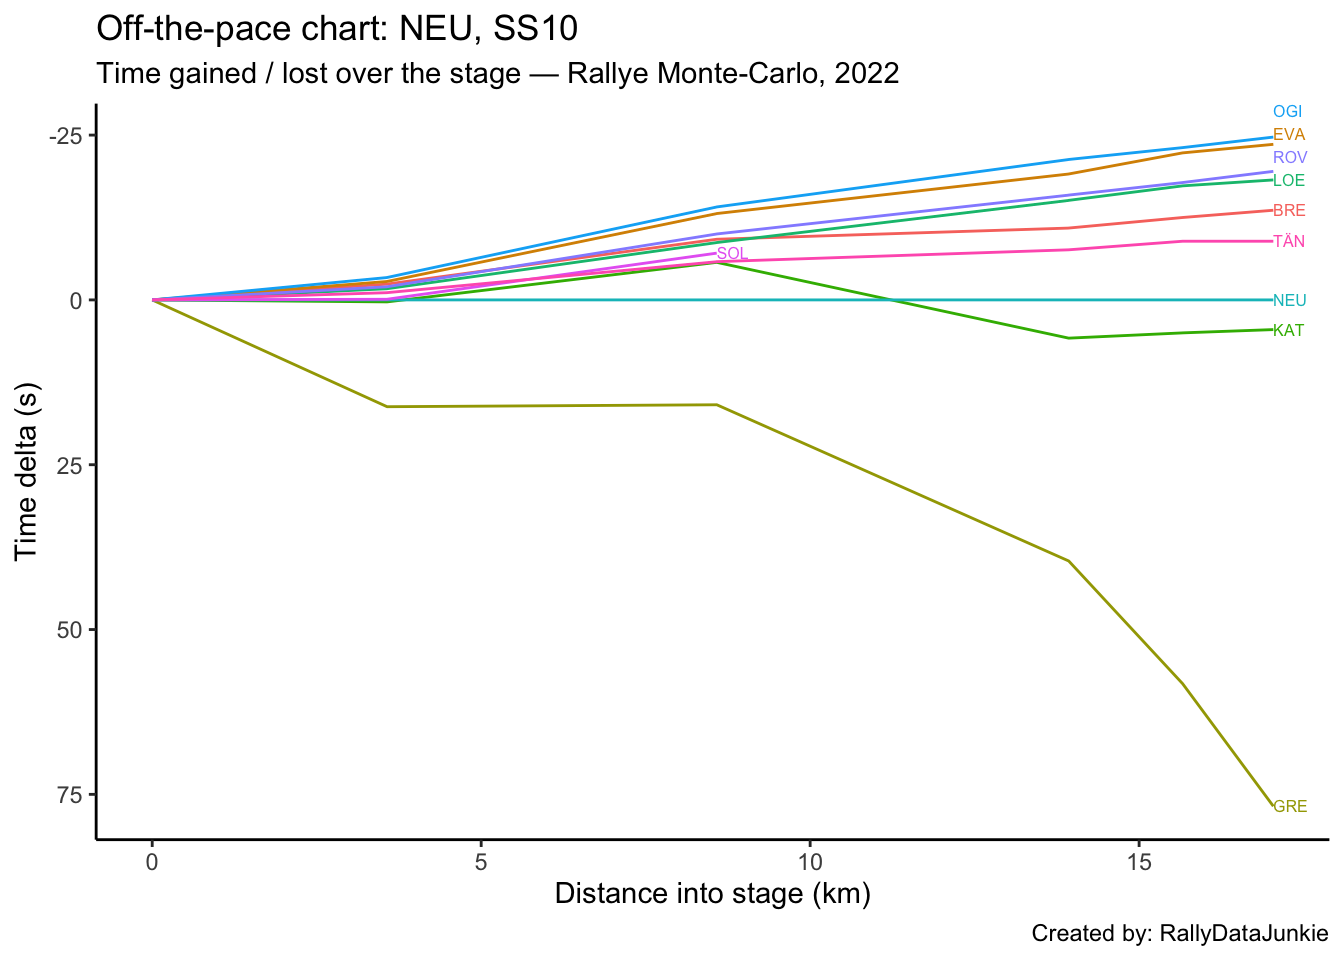 Off-the-pace chart: NEU, SS10
Time gained / lost over the stage — Rallye Monte-Carlo, 2022
OGI
-25
EVA
ROV
LOE
BRE
TÄN
SOL
0
NEU
KAT
25
50
75
GRE
Time delta (s)
0 5 10 15
Distance into stage (km)
Created by: RallyDataJunkie